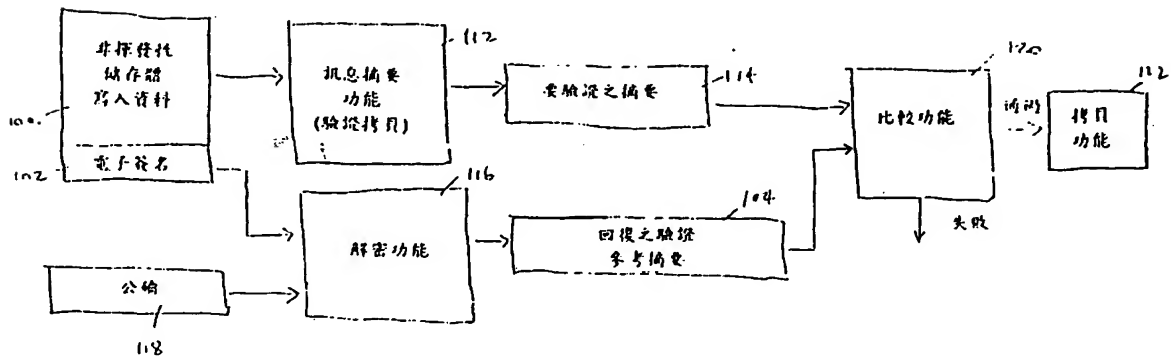 非揮發性
儲存器
寫入資料
100
電子簽名
102
訊息摘要
功能
(驗證拷貝)
112
要驗證之摘要
114
比較功能
120
通過
拷貝
功能
122
失敗
解密功能
116
回復之驗證
參考摘要
104
公鑰
118